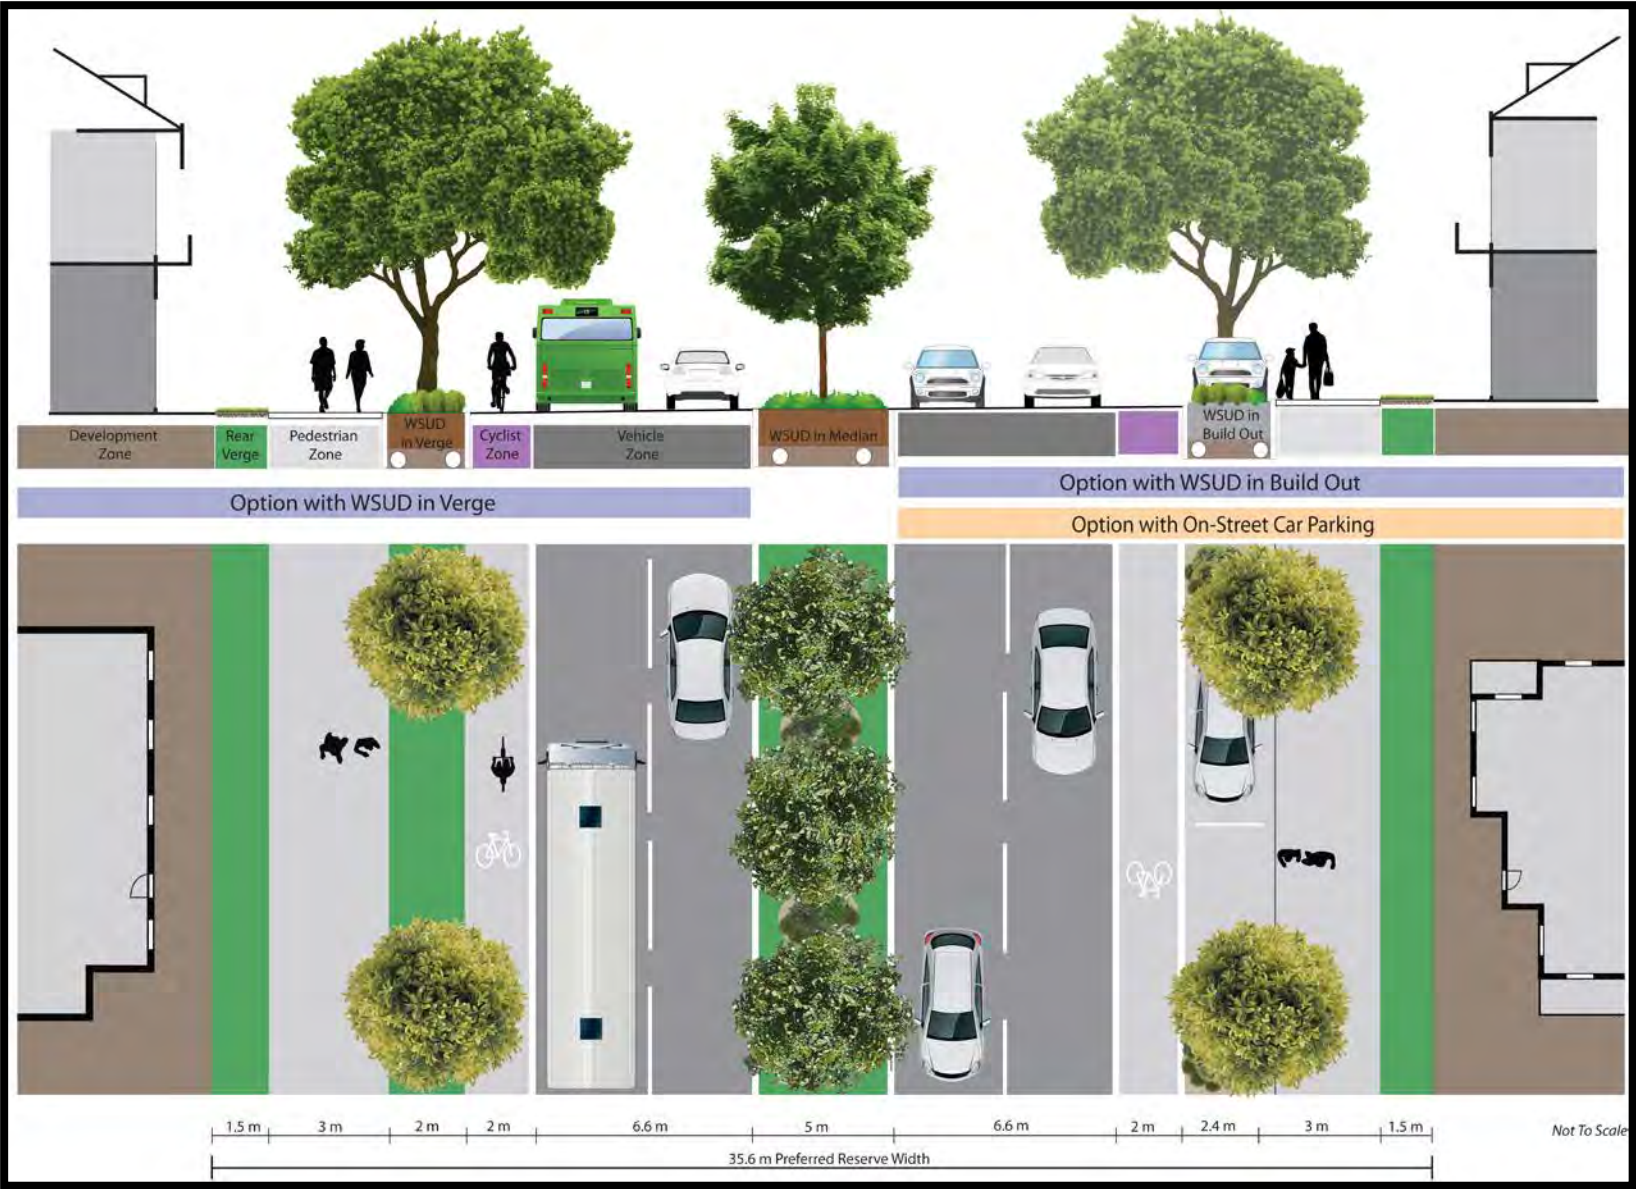 WSUD
in Verge
WSUD in
Build Out
Development
Zone
Rear
Verge
Pedestrian
Zone
Cyclist
Zone
Vehicle
Zone
WSUD in Median
Option with WSUD in Verge
Option with WSUD in Build Out
Option with On-Street Car Parking
1.5 m
3 m
2 m
2 m
6.6 m
5 m
6.6 m
2 m
2.4 m
3 m
1.5 m
Not To Scale
35.6 m Preferred Reserve Width